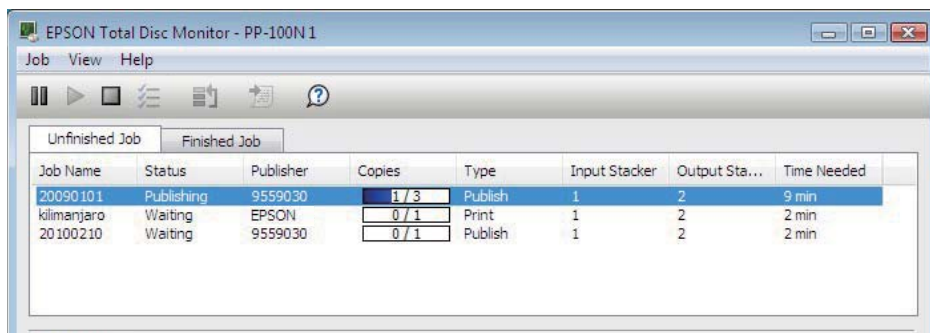 EPSON Total Disc Monitor - PP-100N 1
Job View Help
Unfinished Job Finished Job
Job Name Status Publisher Copies Type Input Stacker Output Sta... Time Needed
20090101 Publishing 9559030 1 / 3 Publish 1 2 9 min
kilimanjaro Waiting EPSON 0 / 1 Print 1 2 2 min
20100210 Waiting 9559030 0 / 1 Publish 1 2 2 min